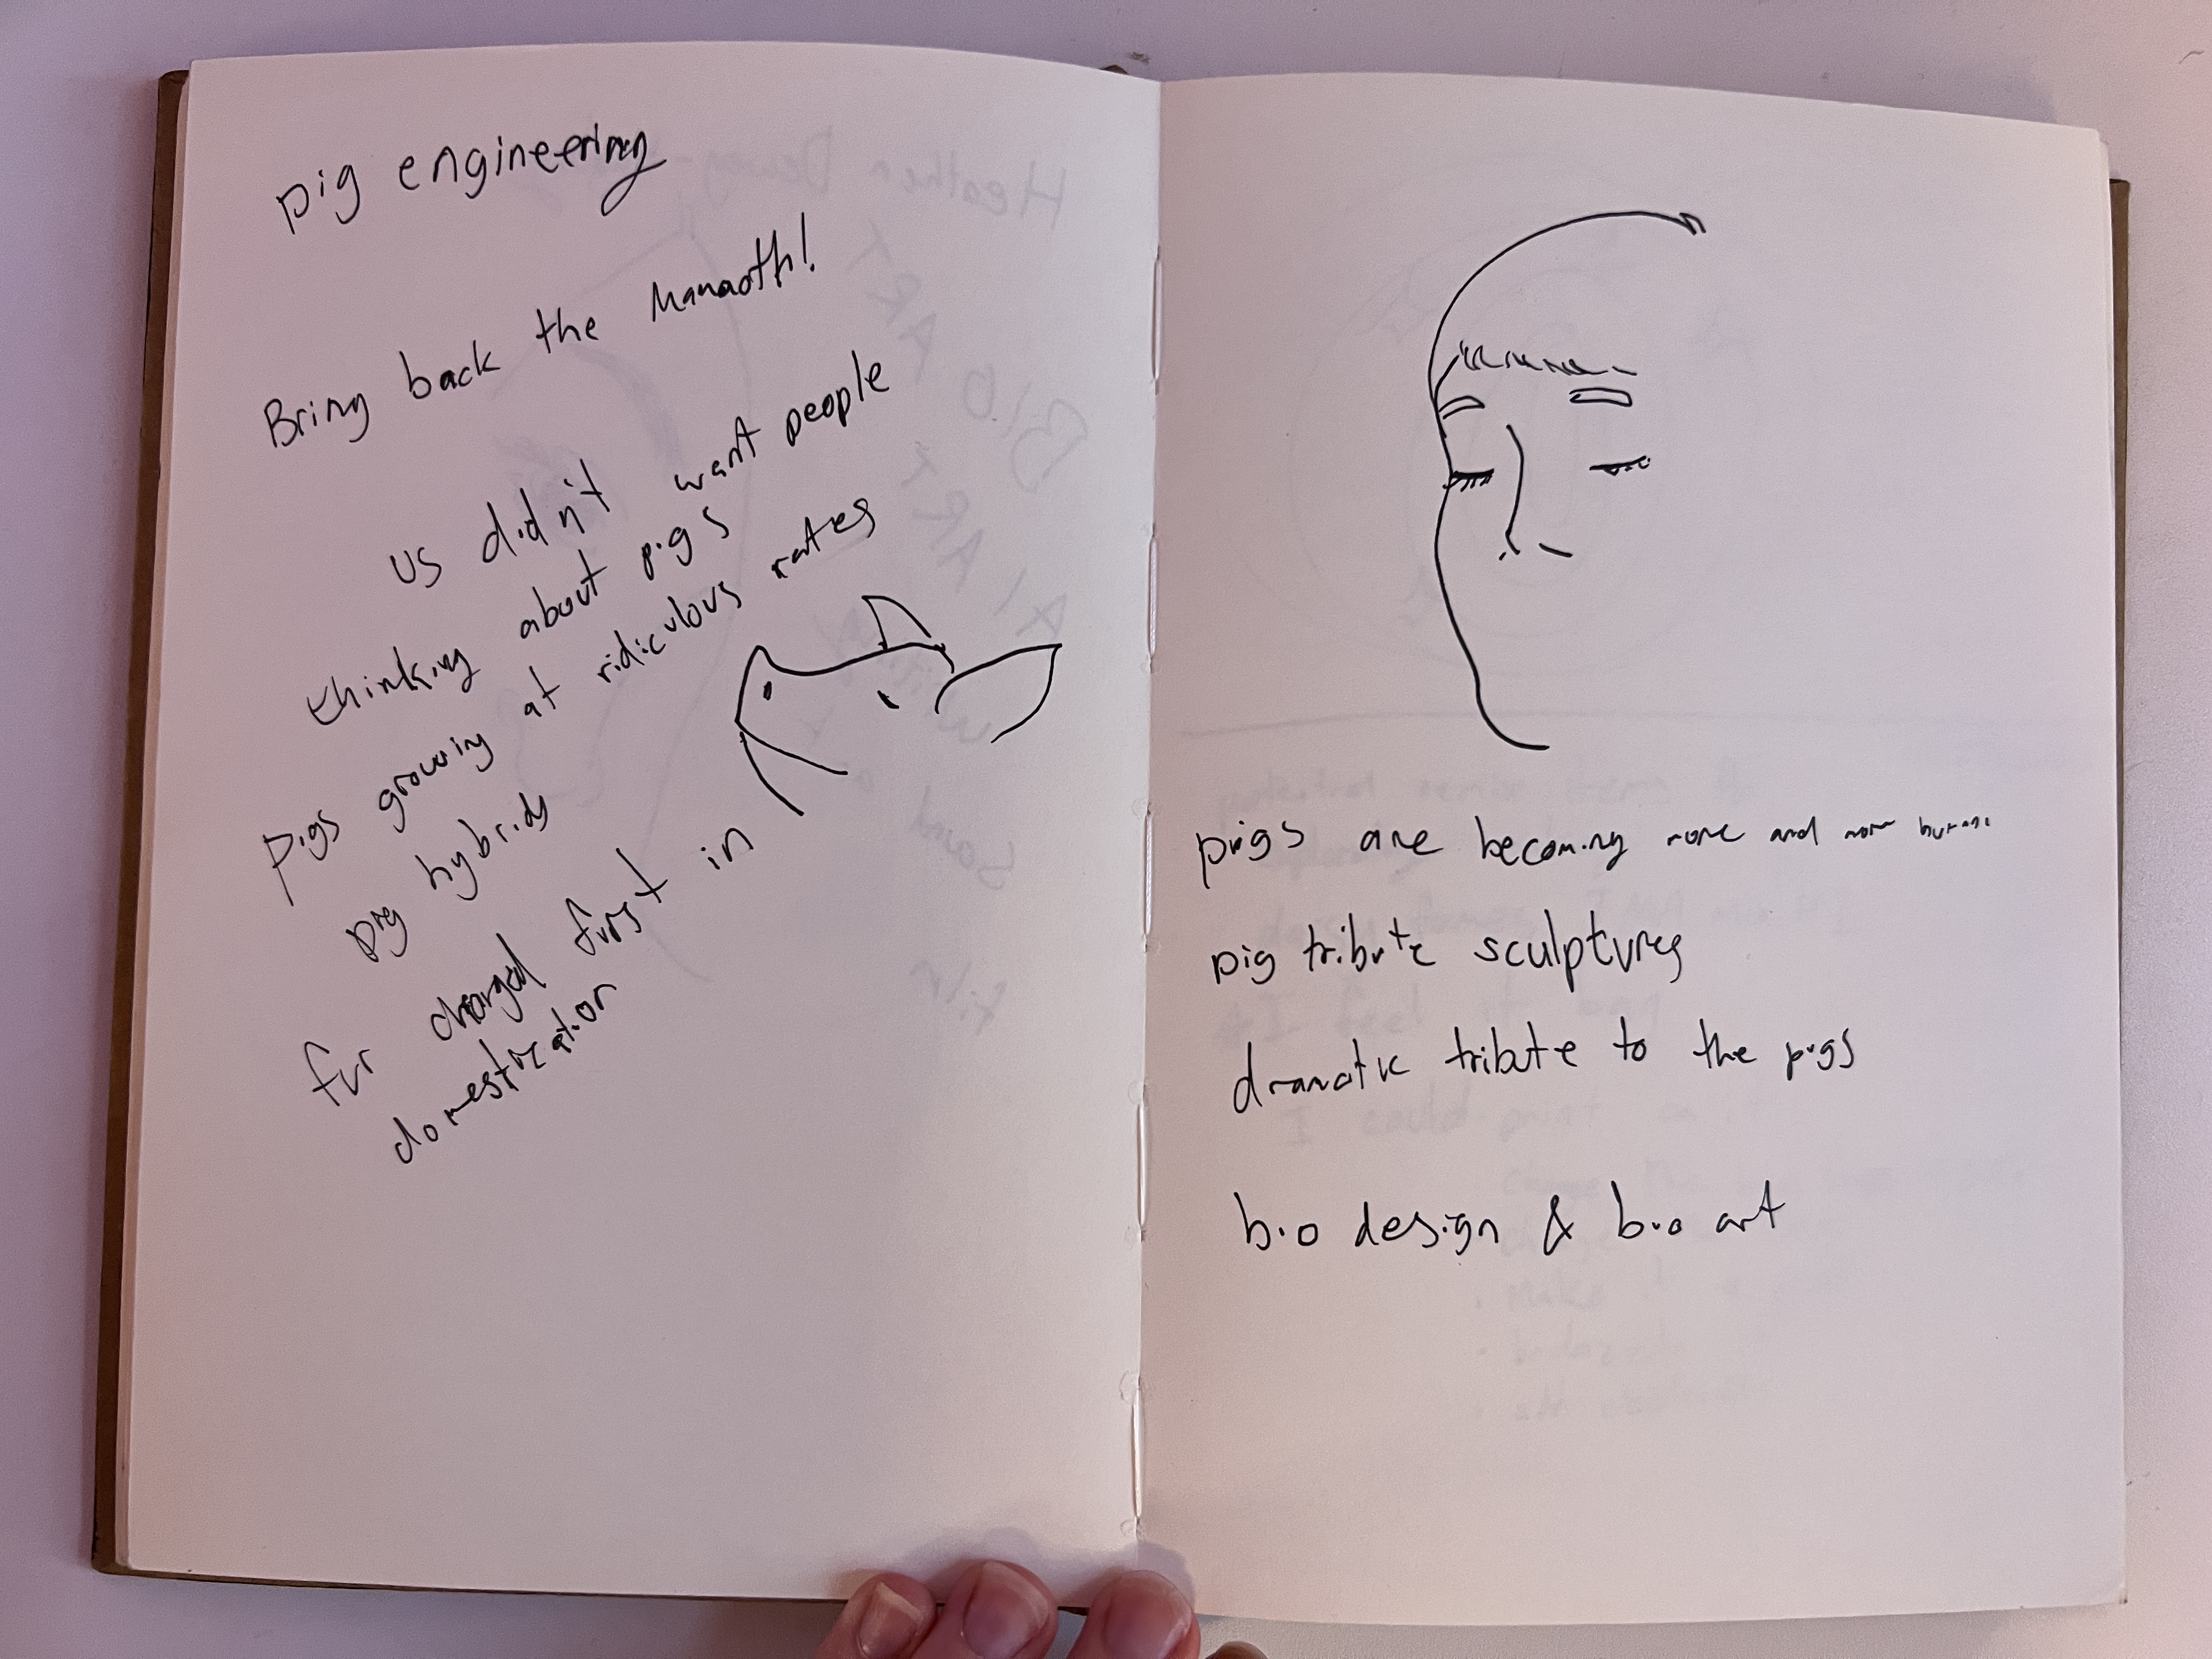 pig engineering
Bring back the Mamaoth!
us didn't want people
thinking about pigs
pigs growing at ridiculous rates
pig hybrids
fur changed first in
domestication
pigs are becoming more and more human
pig tribute sculptures
dramatic tribute to the pigs
bio design & bio art